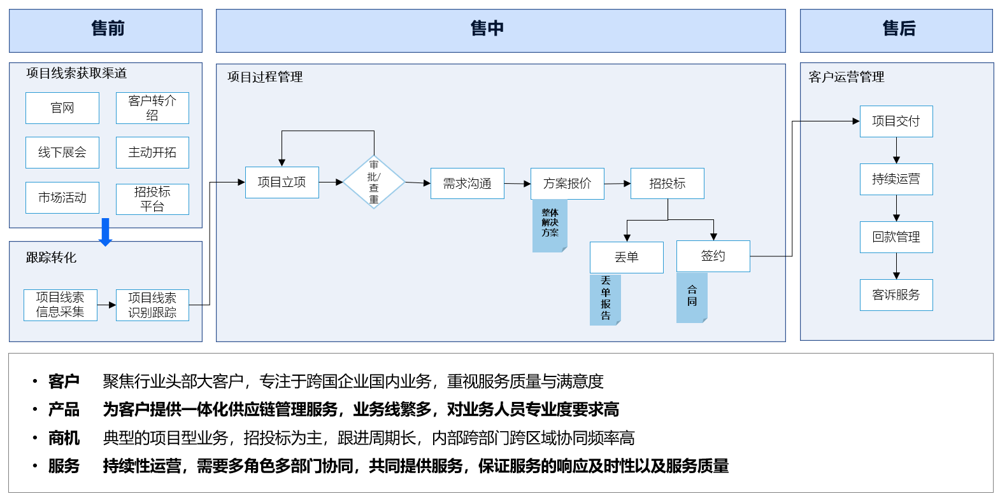 售前
售中
售后
项目线索获取渠道
官网
客户转介
绍
线下展会
主动开拓
市场活动
招投标
平台
跟踪转化
项目线索
信息采集
项目线索
识别跟踪
项目过程管理
项目立项
审
批/
查
重
需求沟通
方案报价
招投标
整体
解决
方案
丢单
签约
丢
单
报
告
合
同
客户运营管理
项目交付
持续运营
回款管理
客诉服务
• 客户 聚焦行业头部大客户，专注于跨国企业国内业务，重视服务质量与满意度
• 产品 为客户提供一体化供应链管理服务，业务线繁多，对业务人员专业度要求高
• 商机 典型的项目型业务，招投标为主，跟进周期长，内部跨部门跨区域协同频率高
• 服务 持续性运营，需要多角色多部门协同，共同提供服务，保证服务的响应及时性以及服务质量